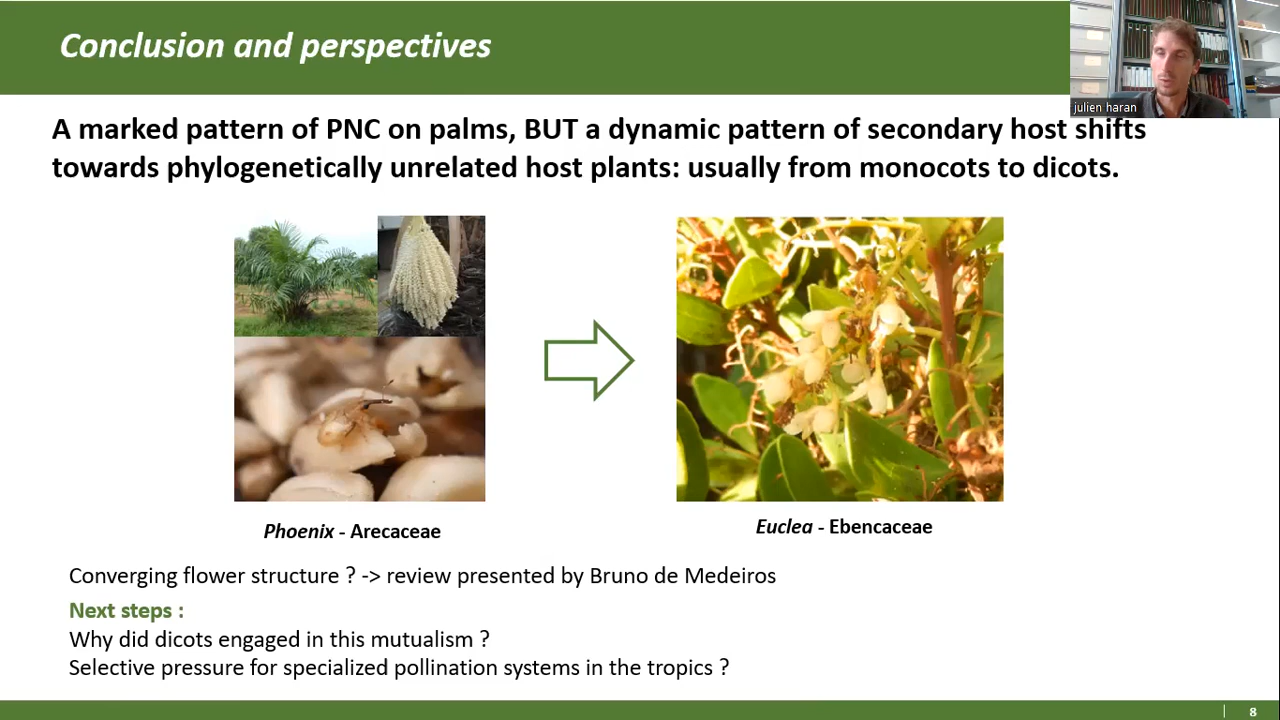 Conclusion and perspectives
julien haran
A marked pattern of PNC on palms, BUT a dynamic pattern of secondary host shifts
towards phylogenetically unrelated host plants: usually from monocots to dicots.
Phoenix - Arecaceae
Euclea - Ebencaceae
Converging flower structure ? -> review presented by Bruno de Medeiros
Next steps :
Why did dicots engaged in this mutualism ?
Selective pressure for specialized pollination systems in the tropics ?
8